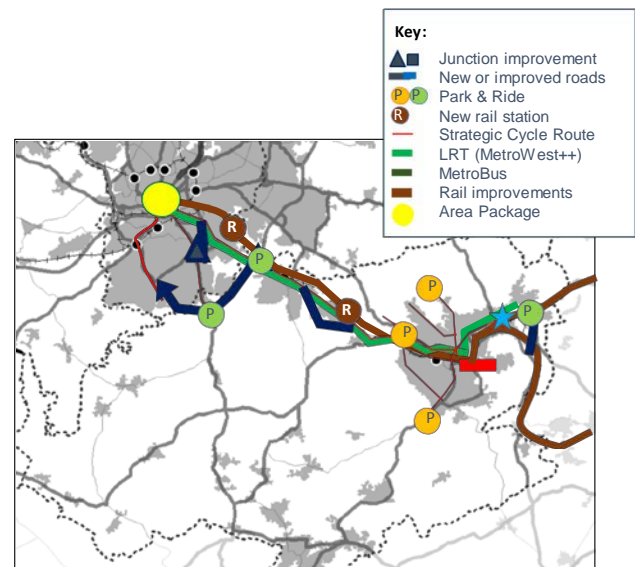 Key:
Junction improvement
New or improved roads
P P Park & Ride
R New rail station
Strategic Cycle Route
LRT (MetroWest++)
MetroBus
Rail improvements
Area Package
R
P
P
P
R
P
P
P